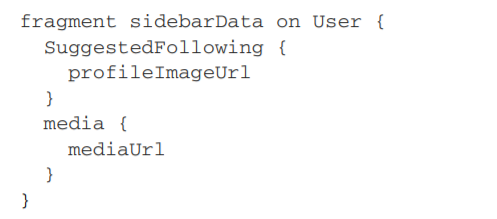 fragment sidebarData on User {
  SuggestedFollowing {
    profileImageUrl
  }
  media {
    mediaUrl
  }
}